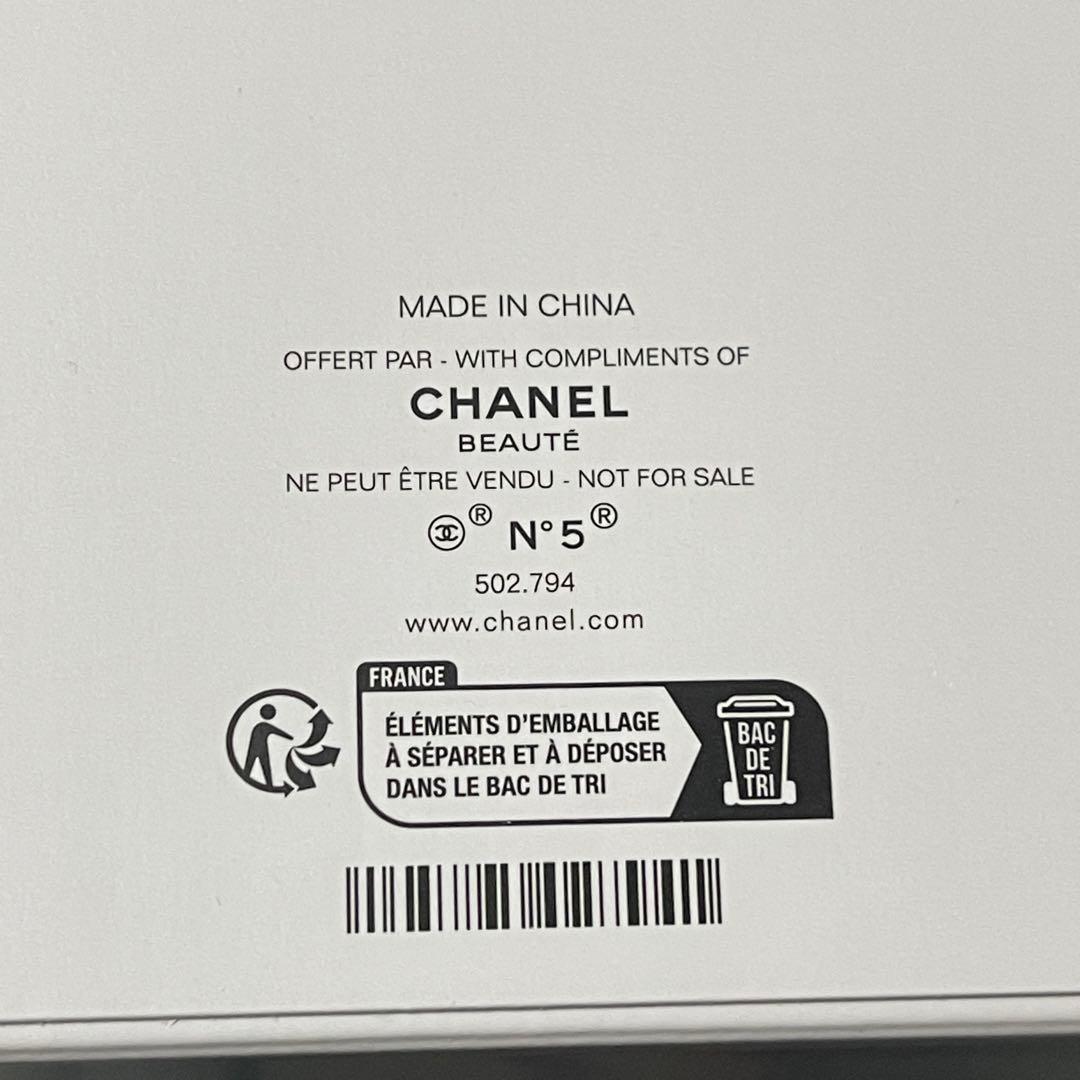 MADE IN CHINA
OFFERT PAR - WITH COMPLIMENTS OF
CHANEL
BEAUTÉ
NE PEUT ÊTRE VENDU - NOT FOR SALE
® N°5®
502.794
www.chanel.com
FRANCE
ÉLÉMENTS D'EMBALLAGE
À SÉPARER ET À DÉPOSER
DANS LE BAC DE TRI
BAC
DE
TRI